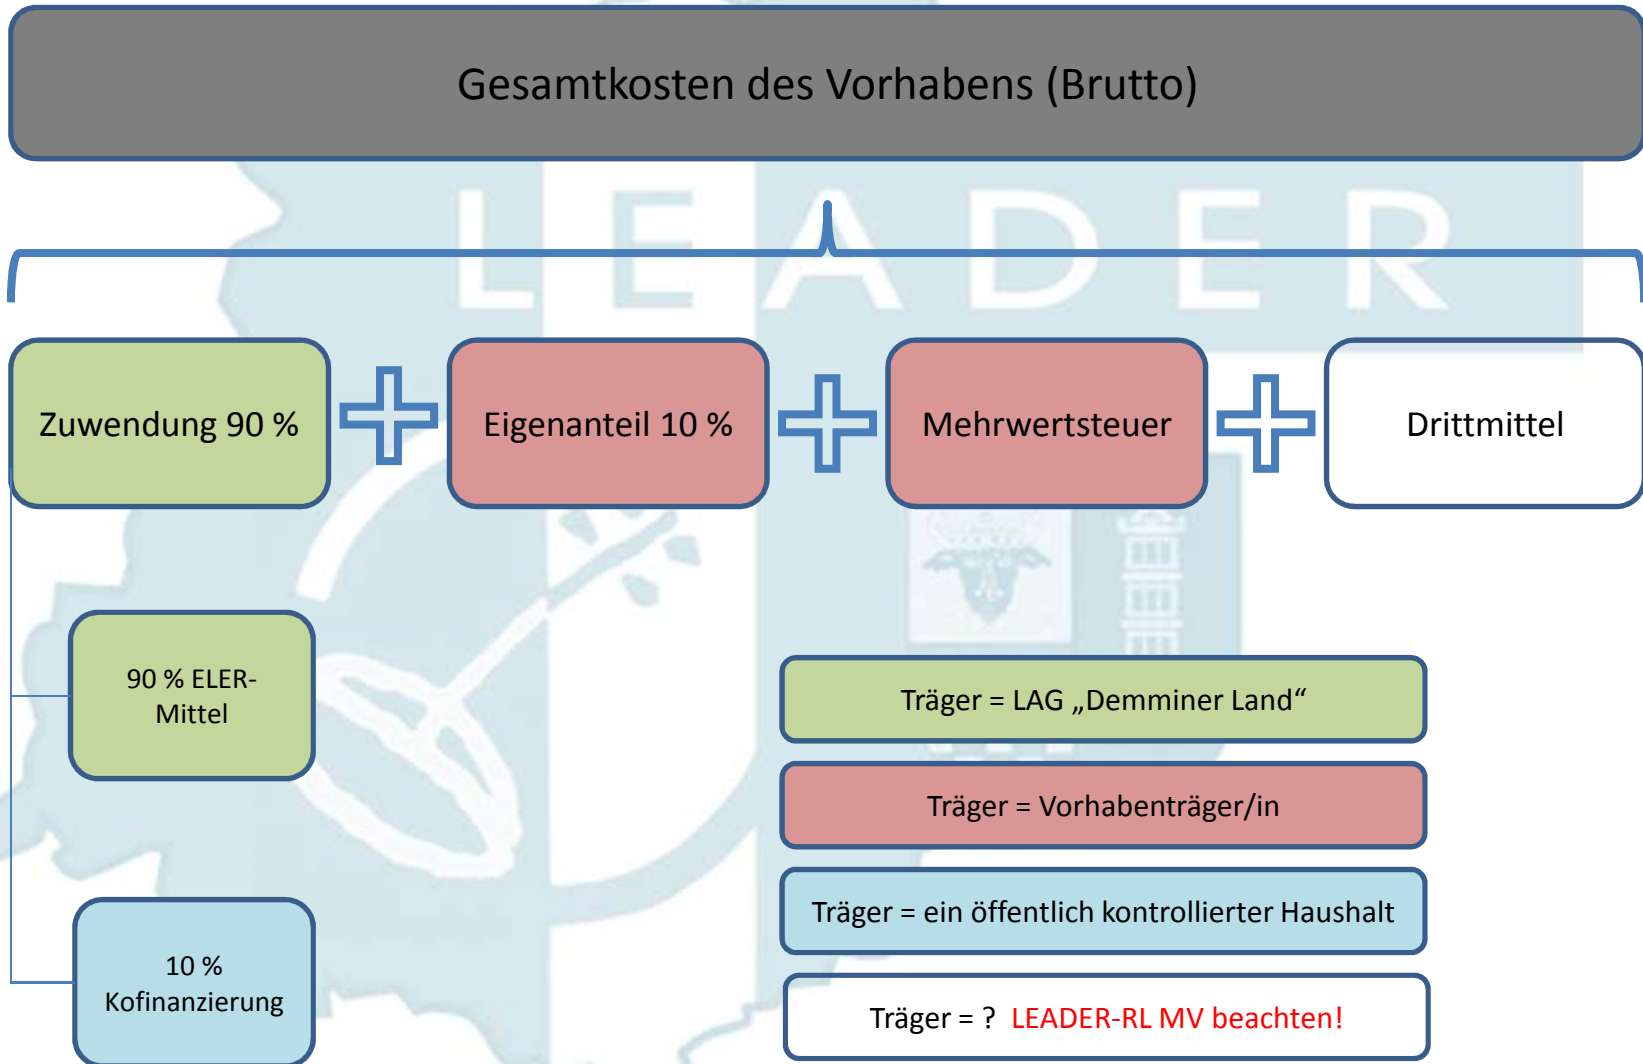 Gesamtkosten des Vorhabens (Brutto)
LEADER
Zuwendung 90 %
Eigenanteil 10 %
Mehrwertsteuer
Drittmittel
90 % ELER-
Mittel
10 %
Kofinanzierung
Träger = LAG „Demminer Land“
Träger = Vorhabenträger/in
Träger = ein öffentlich kontrollierter Haushalt
Träger = ? LEADER-RL MV beachten!